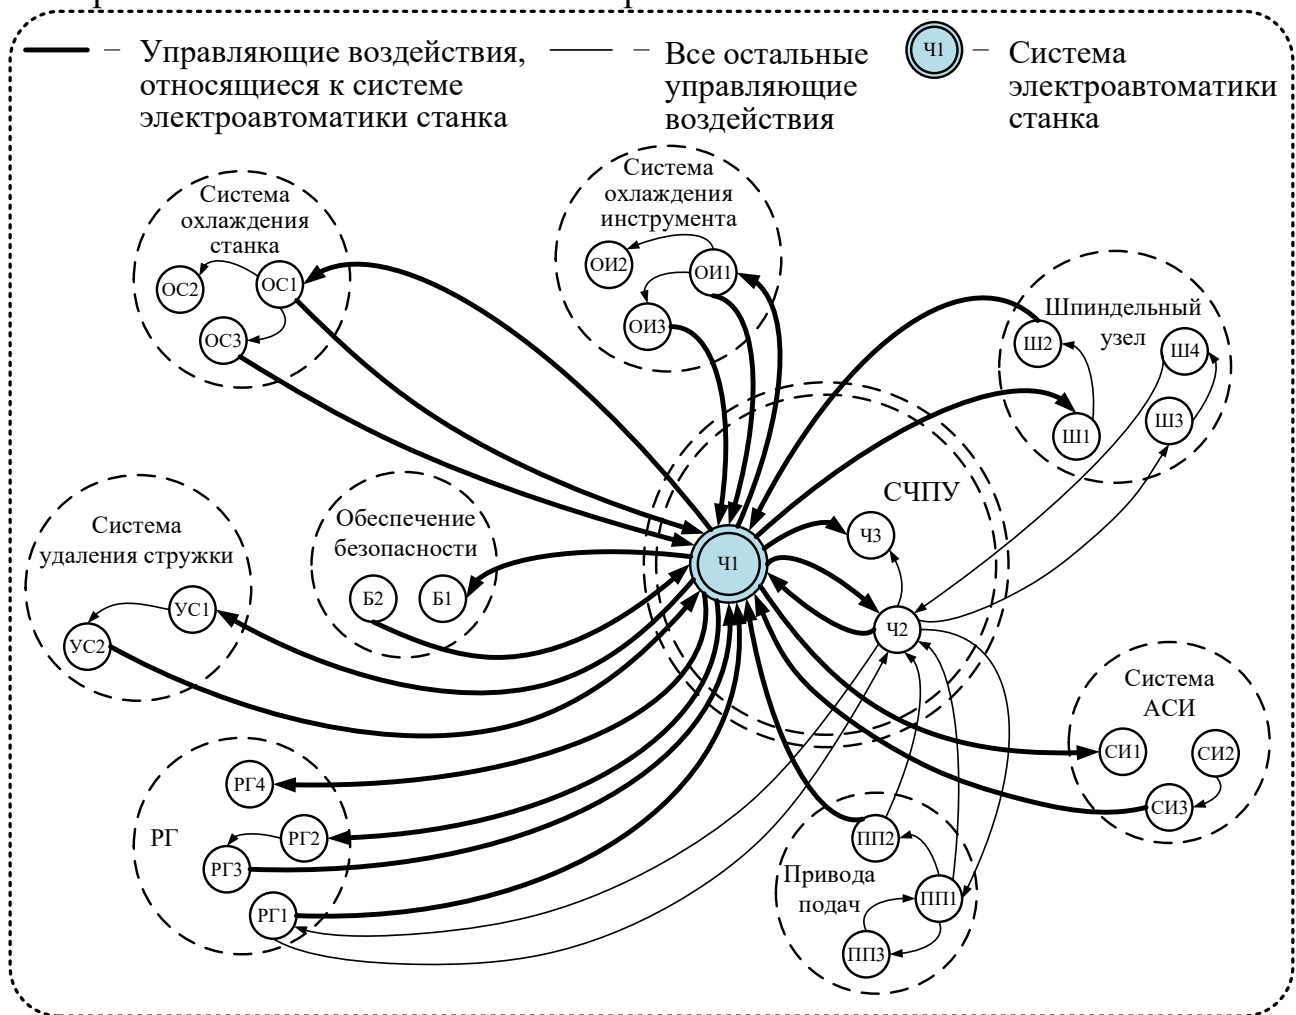 – Управляющие воздействия,
относящиеся к системе
электроавтоматики станка
– Все остальные
управляющие
воздействия
Ч1
– Система
электроавтоматики
станка
Система
охлаждения
станка
ОС2
ОС1
ОС3
Система
охлаждения
инструмента
ОИ2
ОИ1
ОИ3
Шпиндельный
узел
Ш2
Ш4
Ш3
Ш1
СЧПУ
Ч3
Ч1
Ч2
Система
удаления стружки
УС1
УС2
Обеспечение
безопасности
Б2
Б1
Система
АСИ
СИ1
СИ2
СИ3
РГ
РГ4
РГ2
РГ3
РГ1
Привода
подач
ПП2
ПП1
ПП3